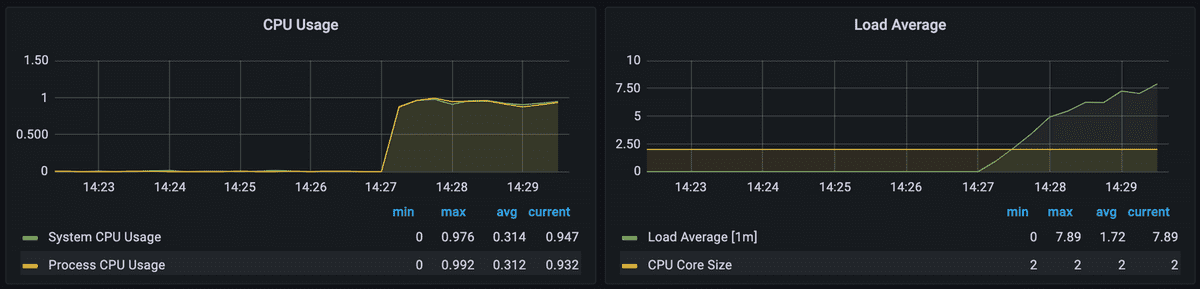 CPU Usage
1.50
1
0.500
0
14:23 14:24 14:25 14:26 14:27 14:28 14:29
min max avg current
System CPU Usage 0 0.976 0.314 0.947
Process CPU Usage 0 0.992 0.312 0.932
Load Average
10
7.50
5
2.50
0
14:23 14:24 14:25 14:26 14:27 14:28 14:29
min max avg current
Load Average [1m] 0 7.89 1.72 7.89
CPU Core Size 2 2 2 2